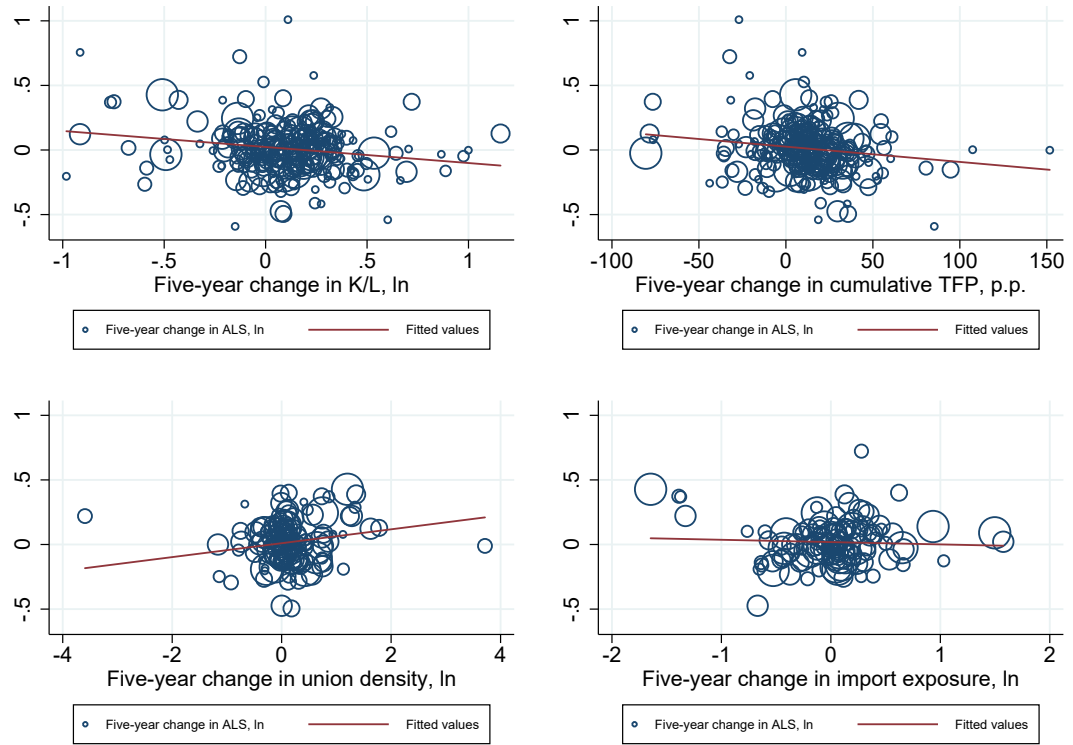 1
.5
0
-.5
-1 -.5 0 .5 1
Five-year change in K/L, ln
Five-year change in ALS, ln Fitted values
1
.5
0
-.5
-100 -50 0 50 100 150
Five-year change in cumulative TFP, p.p.
Five-year change in ALS, ln Fitted values
1
.5
0
-.5
-4 -2 0 2 4
Five-year change in union density, ln
Five-year change in ALS, ln Fitted values
1
.5
0
-.5
-2 -1 0 1 2
Five-year change in import exposure, ln
Five-year change in ALS, ln Fitted values